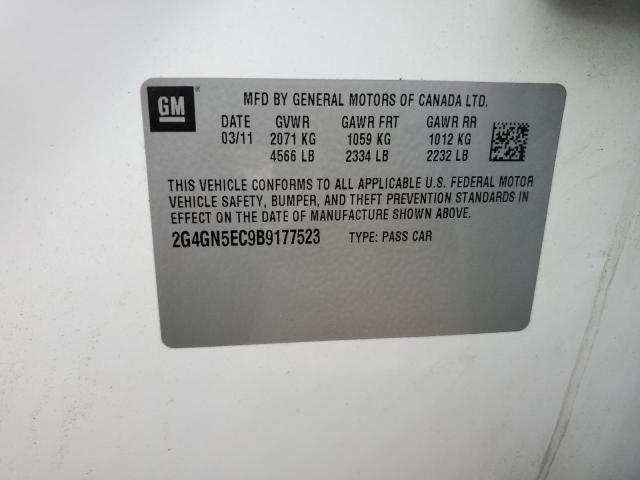 GM
MFD BY GENERAL MOTORS OF CANADA LTD.
DATE GVWR GAWR FRT GAWR RR
03/11 2071 KG 1059 KG 1012 KG
4566 LB 2334 LB 2232 LB
THIS VEHICLE CONFORMS TO ALL APPLICABLE U.S. FEDERAL MOTOR
VEHICLE SAFETY, BUMPER, AND THEFT PREVENTION STANDARDS IN
EFFECT ON THE DATE OF MANUFACTURE SHOWN ABOVE.
2G4GN5EC9B9177523 TYPE: PASS CAR